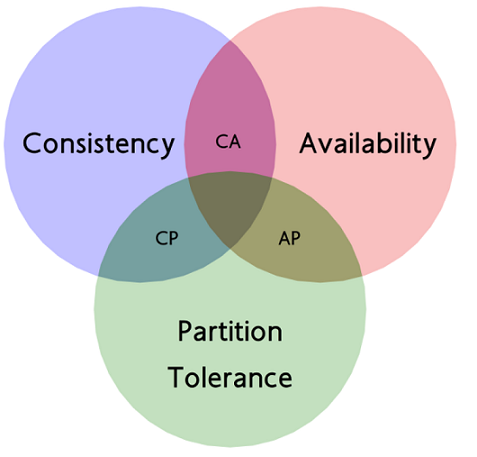 Consistency
CA
Availability
CP
AP
Partition
Tolerance